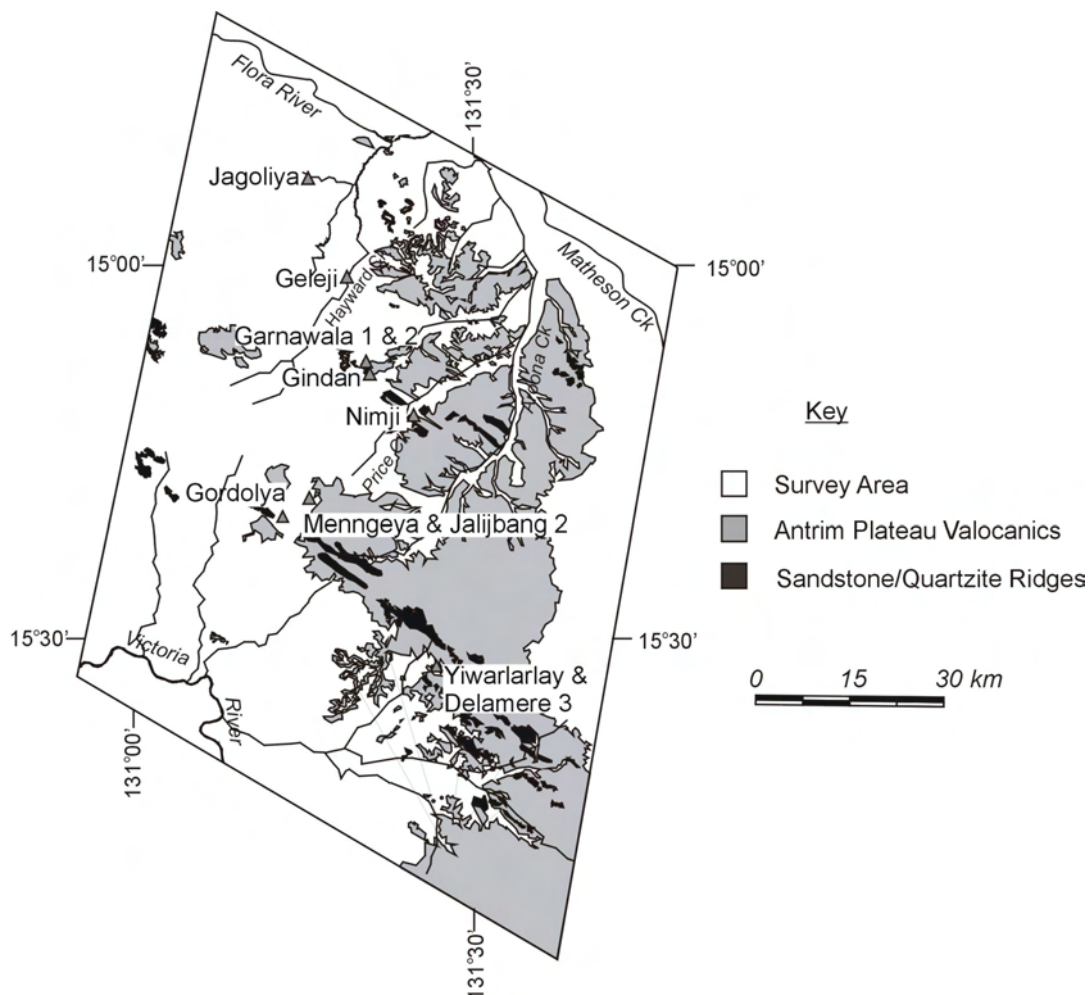 Flora River
131°30'
Jagoliya
Matheson Ck
15°00'
15°00'
Geleji
Hayward C
Garnawala 1 & 2
Gindan
Nimji
Price C
Key
Survey Area
Antrim Plateau Valocanics
Sandstone/Quartzite Ridges
Gordolya
Menngeya & Jalijbang 2
15°30'
15°30'
Victoria
River
Yiwarlarlay &
Delamere 3
0 15 30 km
131°00'
131°30'